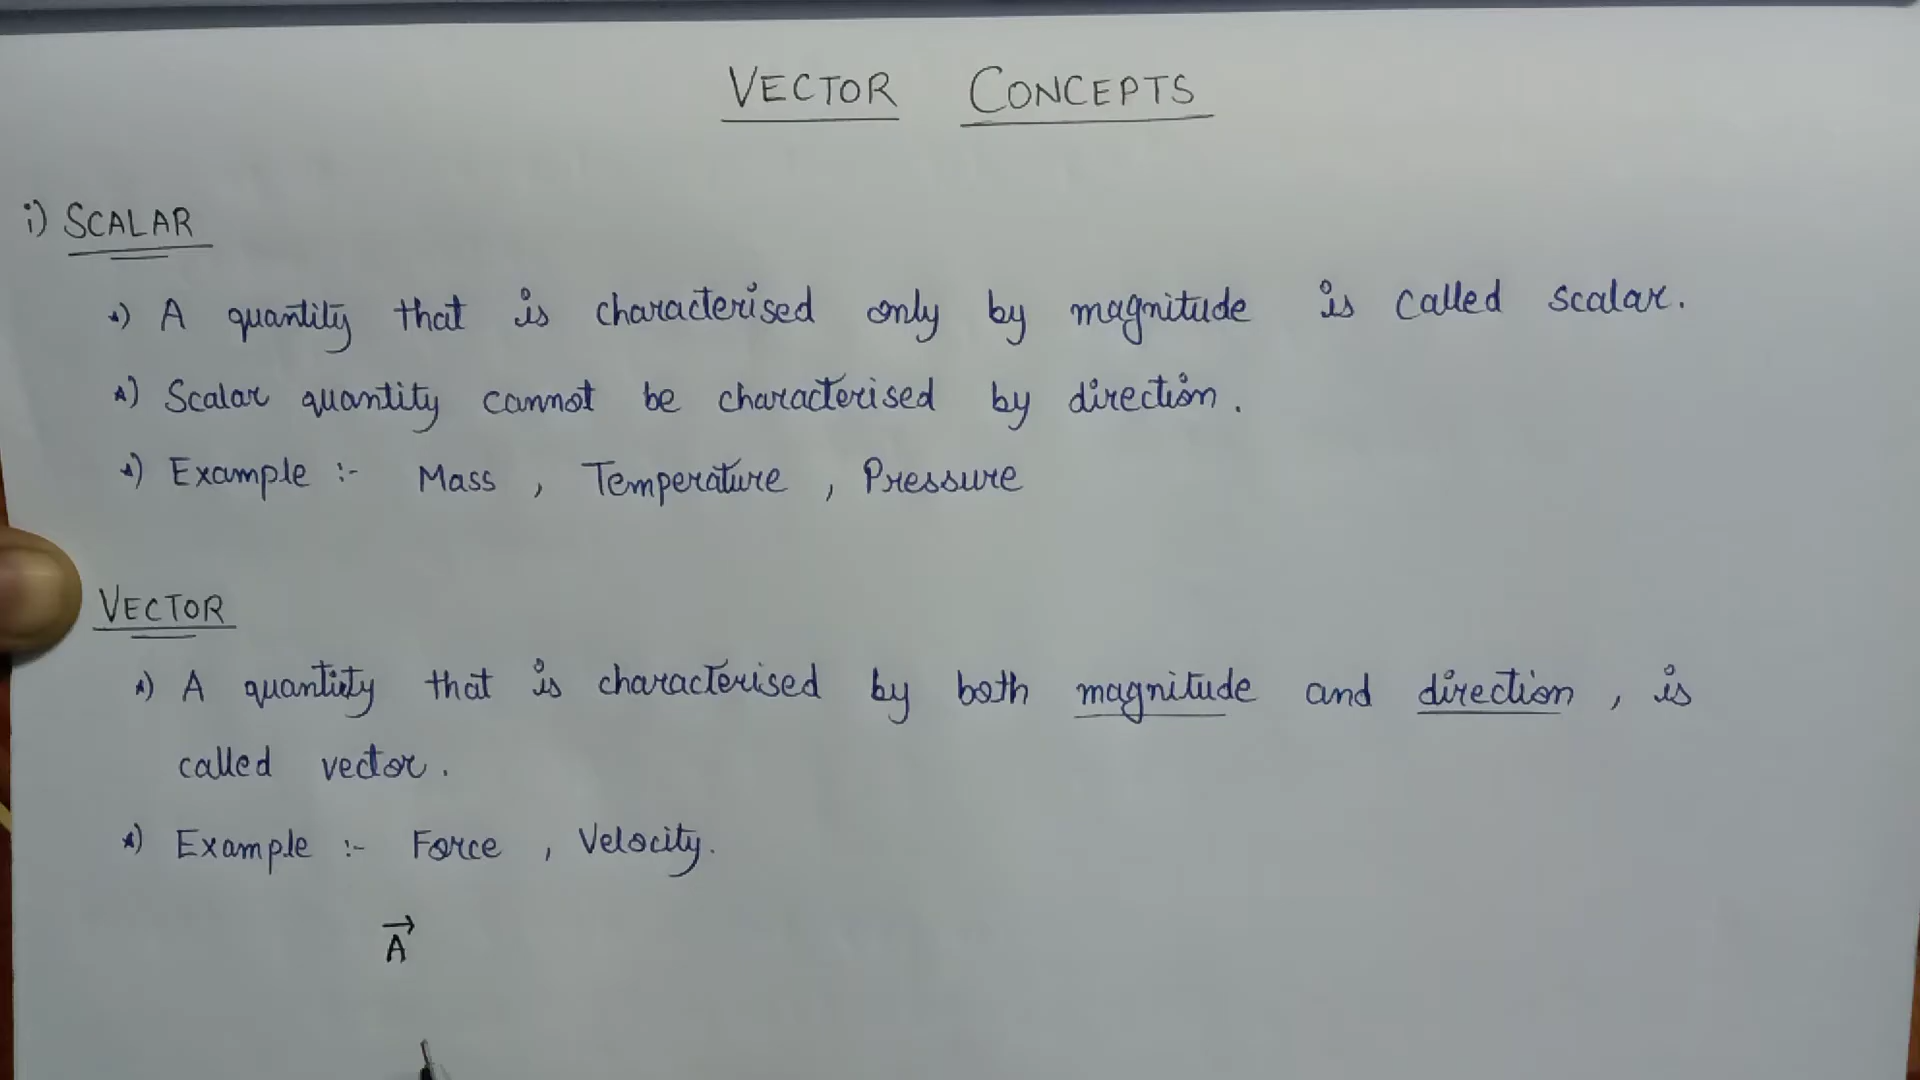 VECTOR CONCEPTS
i) SCALAR
*) A quantity that is characterised only by magnitude is called scalar.
*) Scalar quantity cannot be characterised by direction.
*) Example :- Mass , Temperature , Pressure
VECTOR
*) A quantity that is characterised by both magnitude and direction , is
called vector.
*) Example :- Force , Velocity.
A⃗